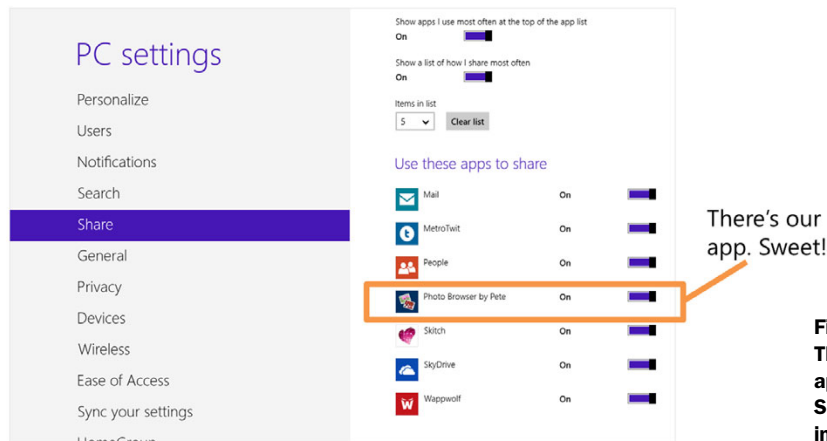 PC settings
Personalize
Users
Notifications
Search
Share
General
Privacy
Devices
Wireless
Ease of Access
Sync your settings
HomeGroup
Show apps I use most often at the top of the app list
On
Show a list of how I share most often
On
Items in list
5 Clear list
Use these apps to share
Mail On
MetroTwit On
People On
Photo Browser by Pete On
Skitch On
SkyDrive On
Wappwolf On
There's our
app. Sweet!